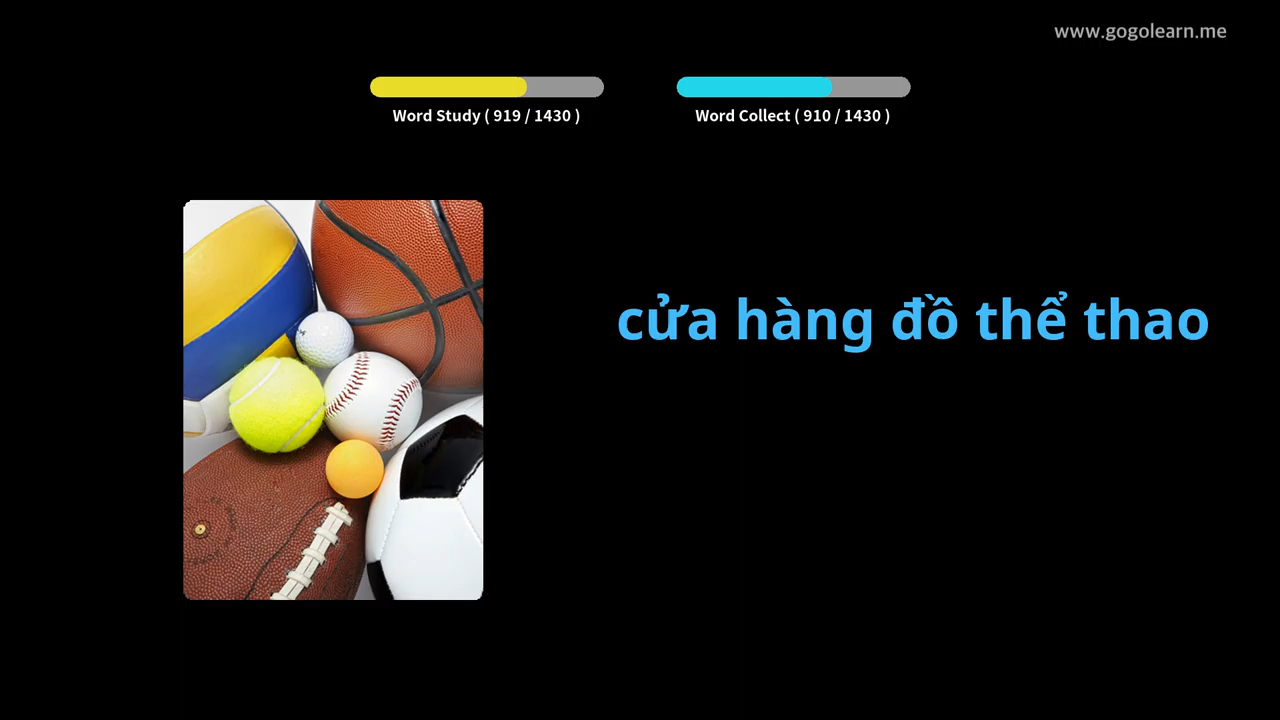 www.gogolearn.me
Word Study ( 919 / 1430 )
Word Collect ( 910 / 1430 )
cửa hàng đồ thể thao